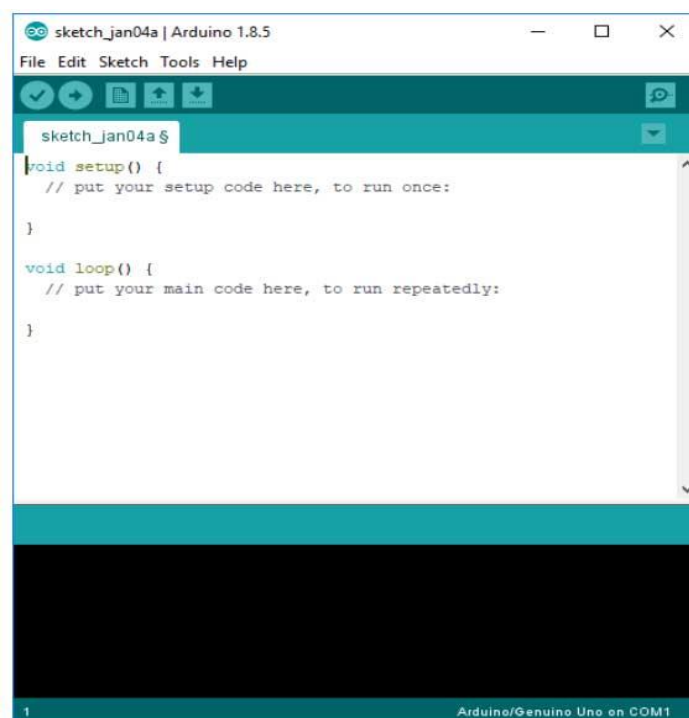 sketch_jan04a | Arduino 1.8.5
File Edit Sketch Tools Help
sketch_jan04a §
void setup() {
  // put your setup code here, to run once:
}
void loop() {
  // put your main code here, to run repeatedly:
}
1 Arduino/Genuino Uno on COM1